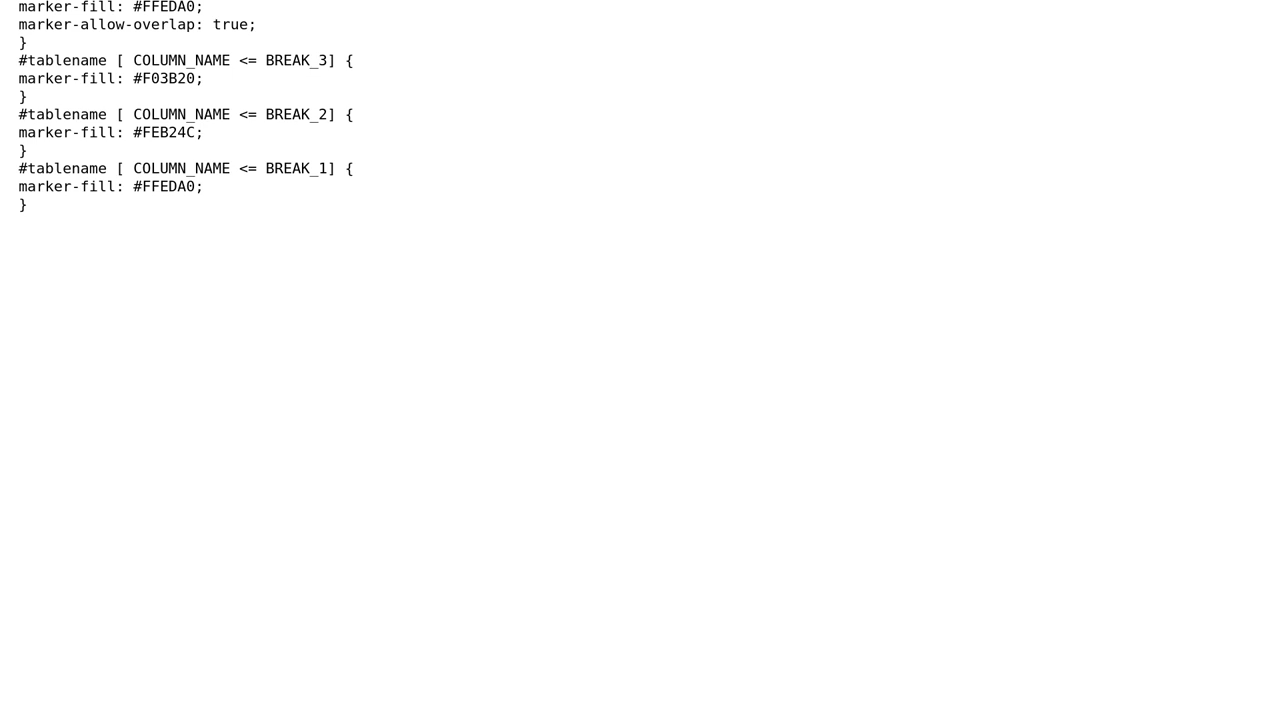 marker-fill: #FFEDA0;
marker-allow-overlap: true;
}
#tablename [ COLUMN_NAME <= BREAK_3] {
marker-fill: #F03B20;
}
#tablename [ COLUMN_NAME <= BREAK_2] {
marker-fill: #FEB24C;
}
#tablename [ COLUMN_NAME <= BREAK_1] {
marker-fill: #FFEDA0;
}